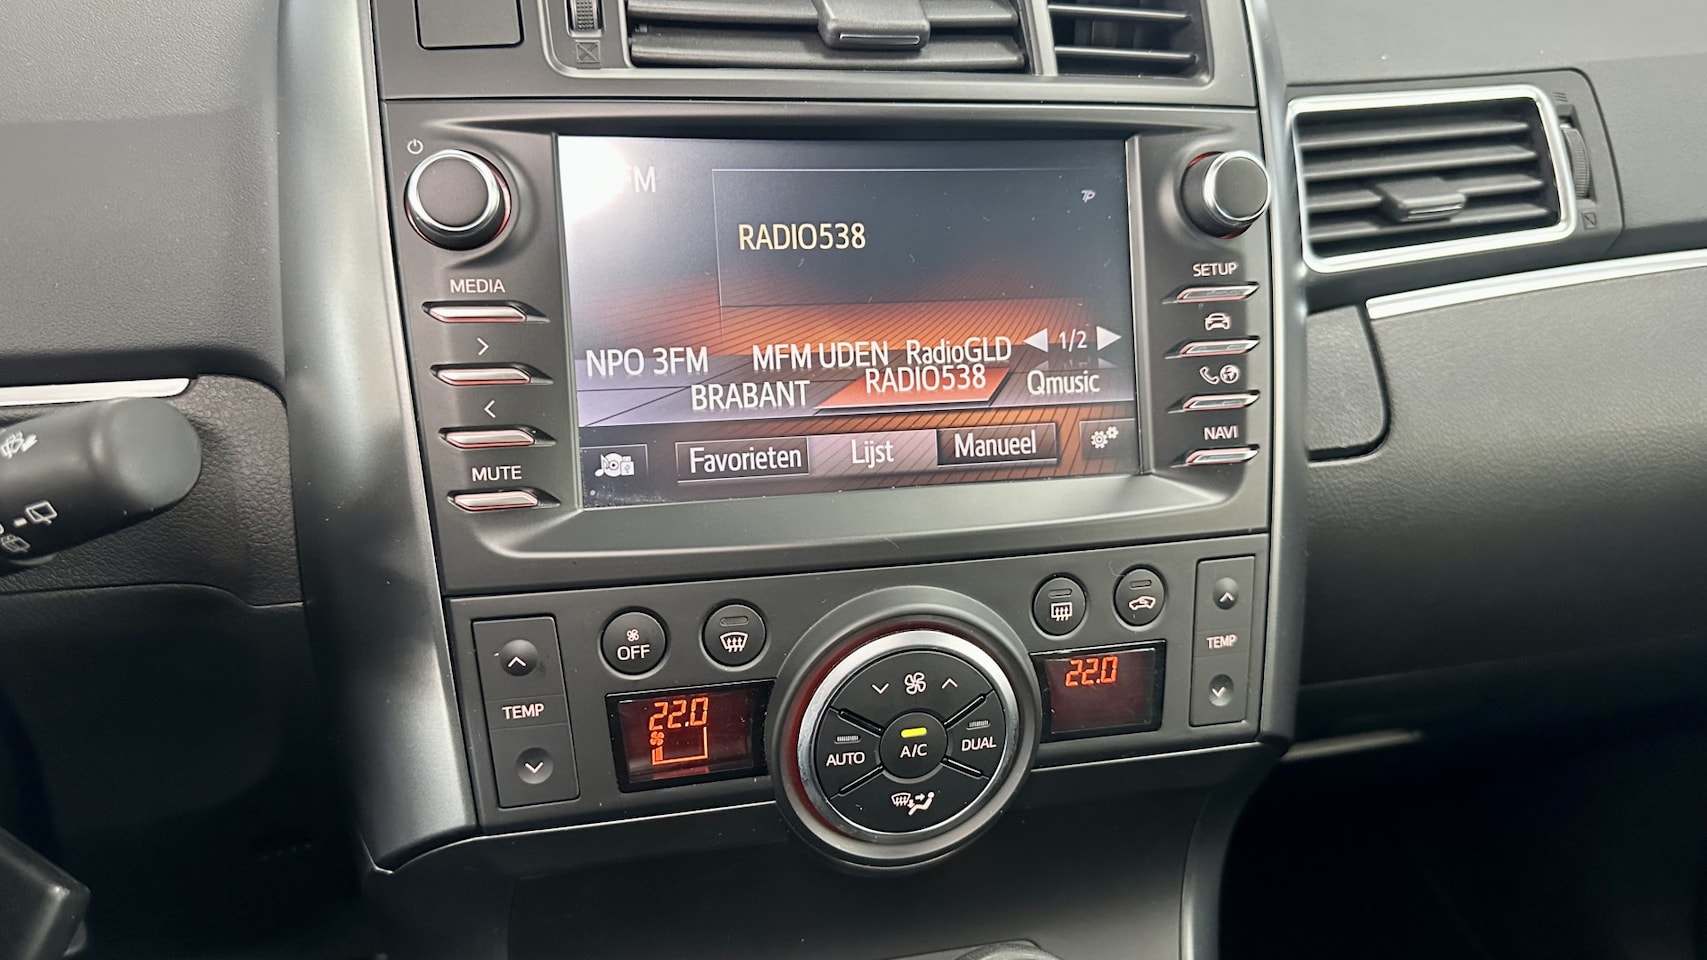 FM
TP
RADIO538
MEDIA
SETUP
1/2
NPO 3FM MFM UDEN RadioGLD
BRABANT RADIO538 Qmusic
NAVI
Favorieten Lijst Manueel
MUTE
OFF
TEMP
TEMP
22.0
22.0
AUTO A/C DUAL